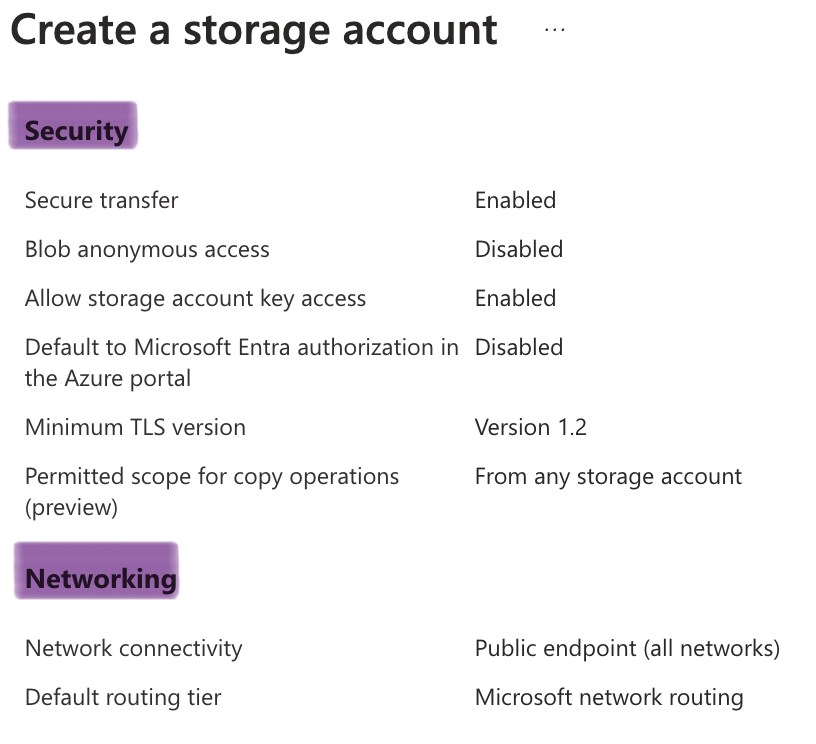 Create a storage account ...
Security
Secure transfer Enabled
Blob anonymous access Disabled
Allow storage account key access Enabled
Default to Microsoft Entra authorization in Disabled
the Azure portal
Minimum TLS version Version 1.2
Permitted scope for copy operations From any storage account
(preview)
Networking
Network connectivity Public endpoint (all networks)
Default routing tier Microsoft network routing